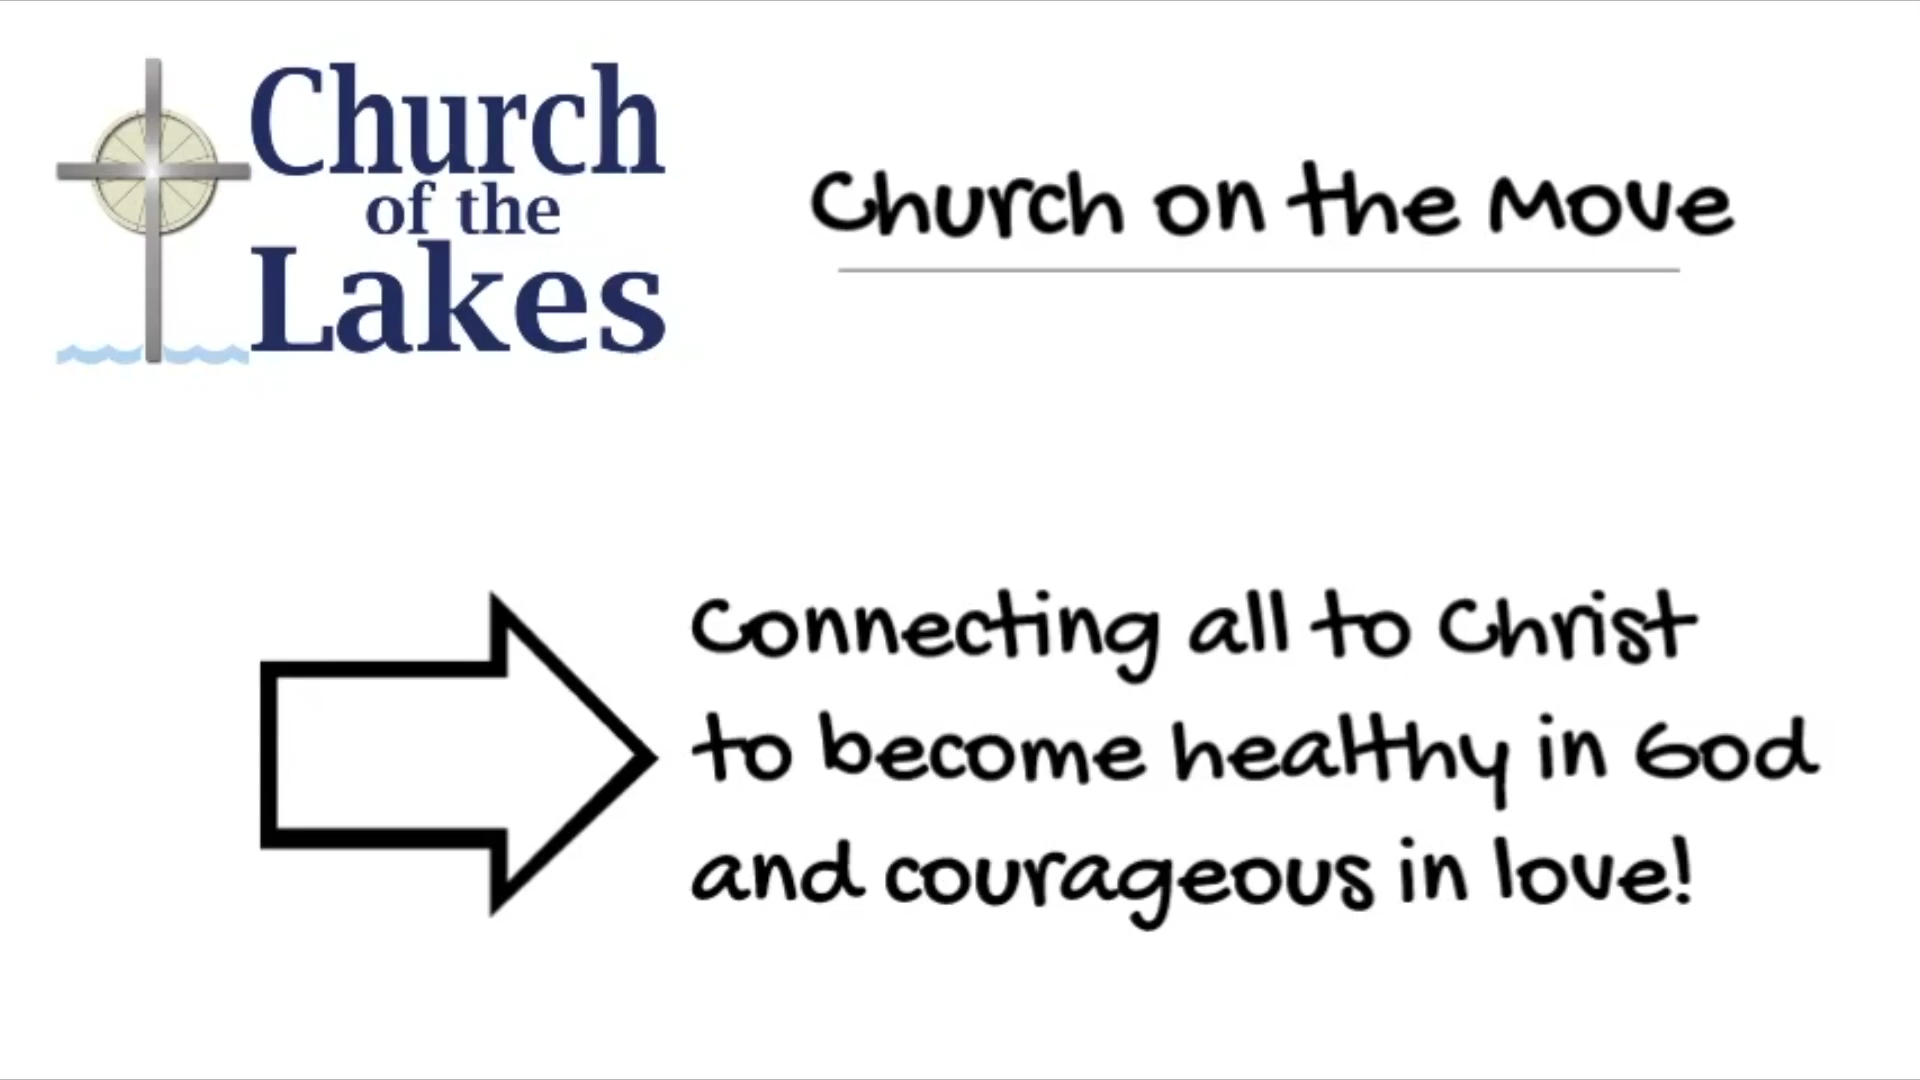 Church
of the
Lakes
Church on the Move
Connecting all to Christ
to become healthy in God
and courageous in love!